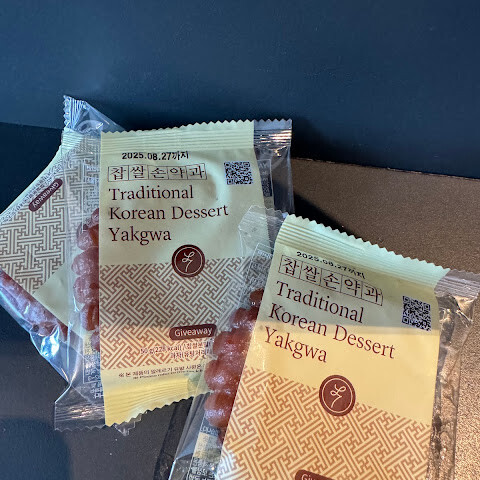 Giveaway
2025.08.27까지
찹쌀손약과
Traditional
Korean Dessert
Yakgwa
Giveaway
2025.08.27까지
찹쌀손약과
Traditional
Korean Dessert
Yakgwa